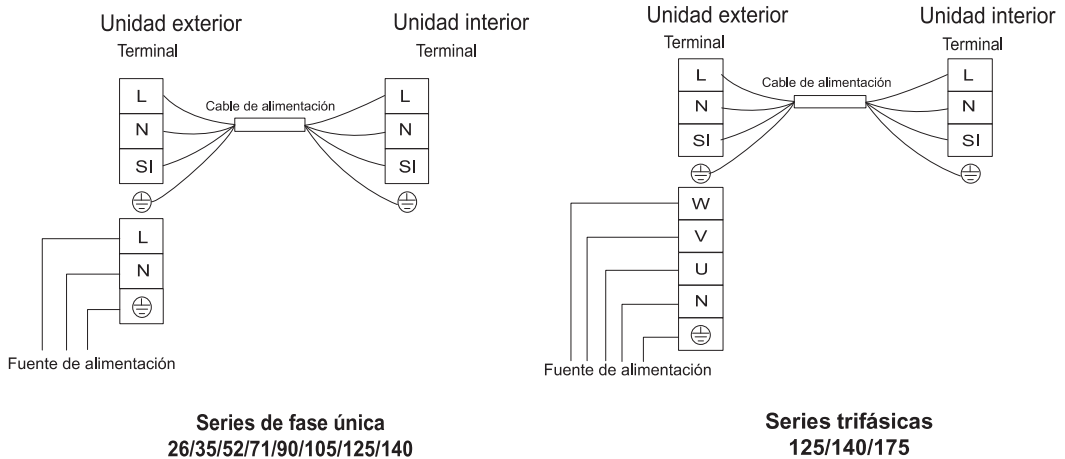 Unidad exterior
Terminal
L
N
SI
Cable de alimentación
Unidad interior
Terminal
L
N
SI
L
N
Fuente de alimentación
Series de fase única
26/35/52/71/90/105/125/140
Unidad exterior
Terminal
L
N
SI
Cable de alimentación
Unidad interior
Terminal
L
N
SI
W
V
U
N
Fuente de alimentación
Series trifásicas
125/140/175